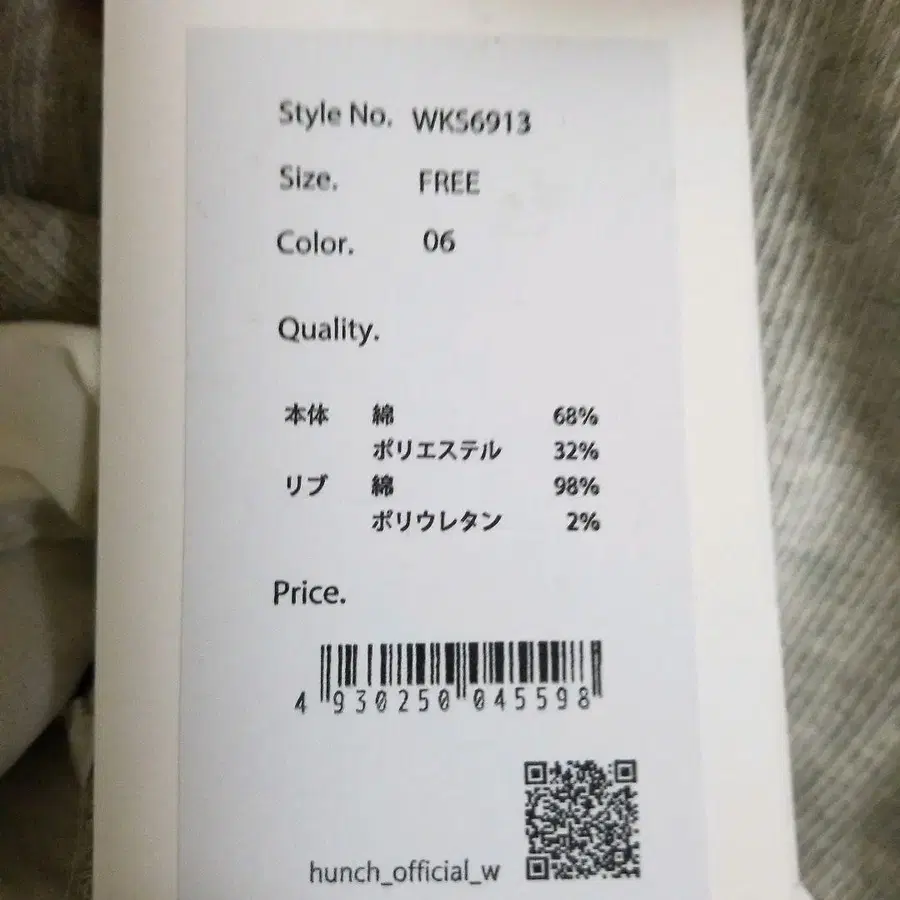 Style No. WKS6913
Size. FREE
Color. 06
Quality.
本体 綿 68%
ポリエステル 32%
リブ 綿 98%
ポリウレタン 2%
Price.
4 930250 045598
hunch_official_w